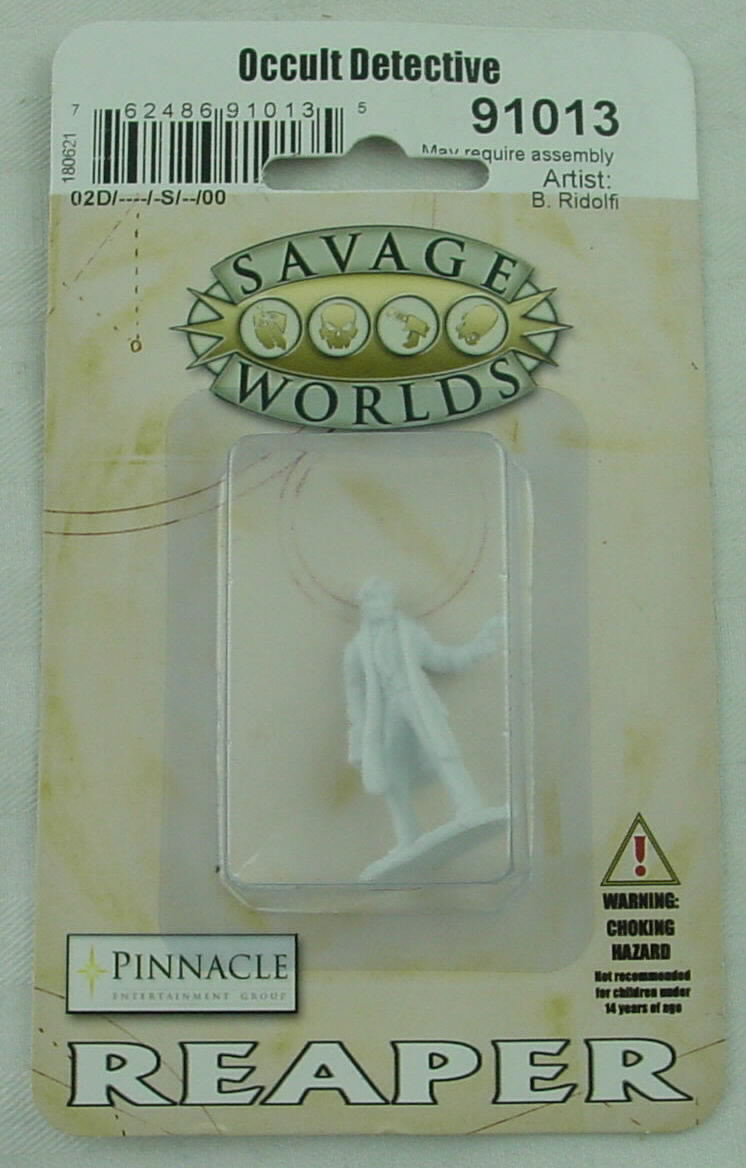 Occult Detective
7 62486 91013 5
180621
02D/----/-S/--/00
91013
May require assembly
Artist:
B. Ridolfi
SAVAGE
WORLDS
WARNING:
CHOKING
HAZARD
Not recommended
for children under
14 years of age
PINNACLE
ENTERTAINMENT GROUP
REAPER